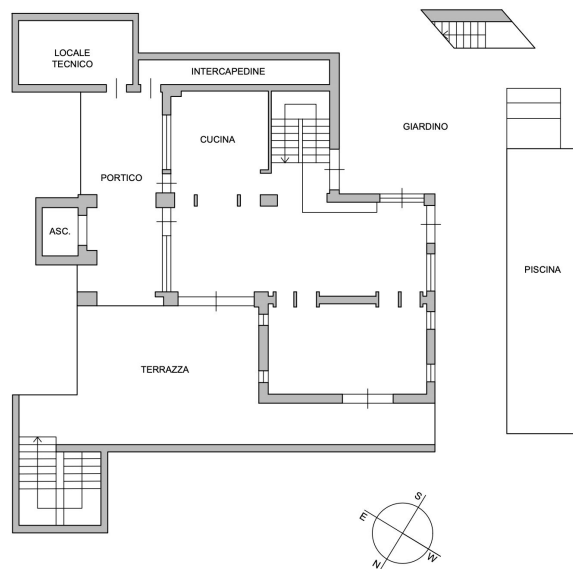 LOCALE
TECNICO
INTERCAPEDINE
CUCINA
GIARDINO
PORTICO
ASC.
PISCINA
TERRAZZA
S
E
W
N